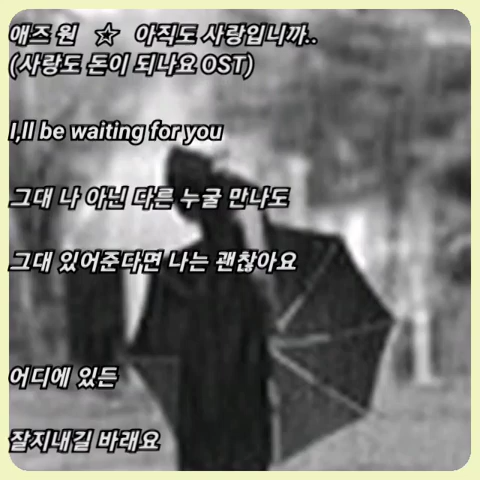 애즈 원 ☆ 아직도 사랑입니까..
(사랑도 돈이 되나요 OST)
I,ll be waiting for you
그대 나 아닌 다른 누굴 만나도
그대 있어준다면 나는 괜찮아요
어디에 있든
잘지내길 바래요